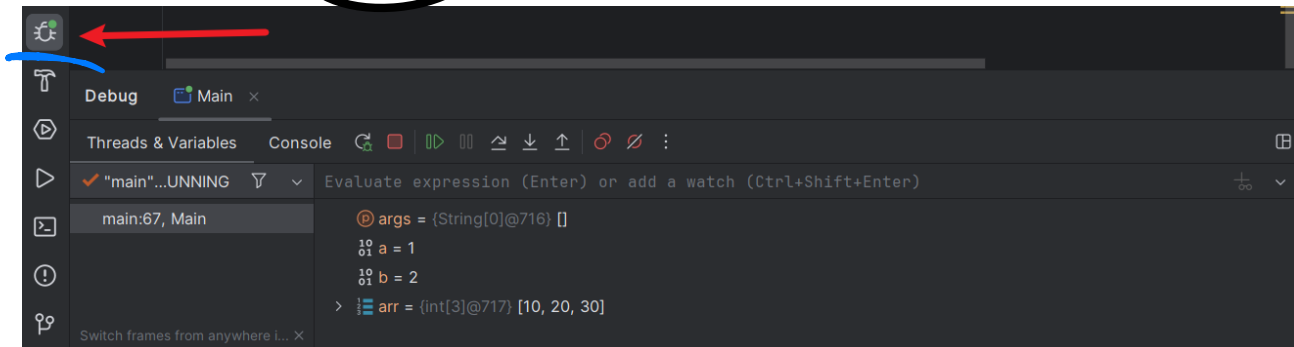 Debug Main ×
Threads & Variables Console
"main"...UNNING Evaluate expression (Enter) or add a watch (Ctrl+Shift+Enter)
main:67, Main
args = {String[0]@716} []
a = 1
b = 2
arr = {int[3]@717} [10, 20, 30]
Switch frames from anywhere i... ×